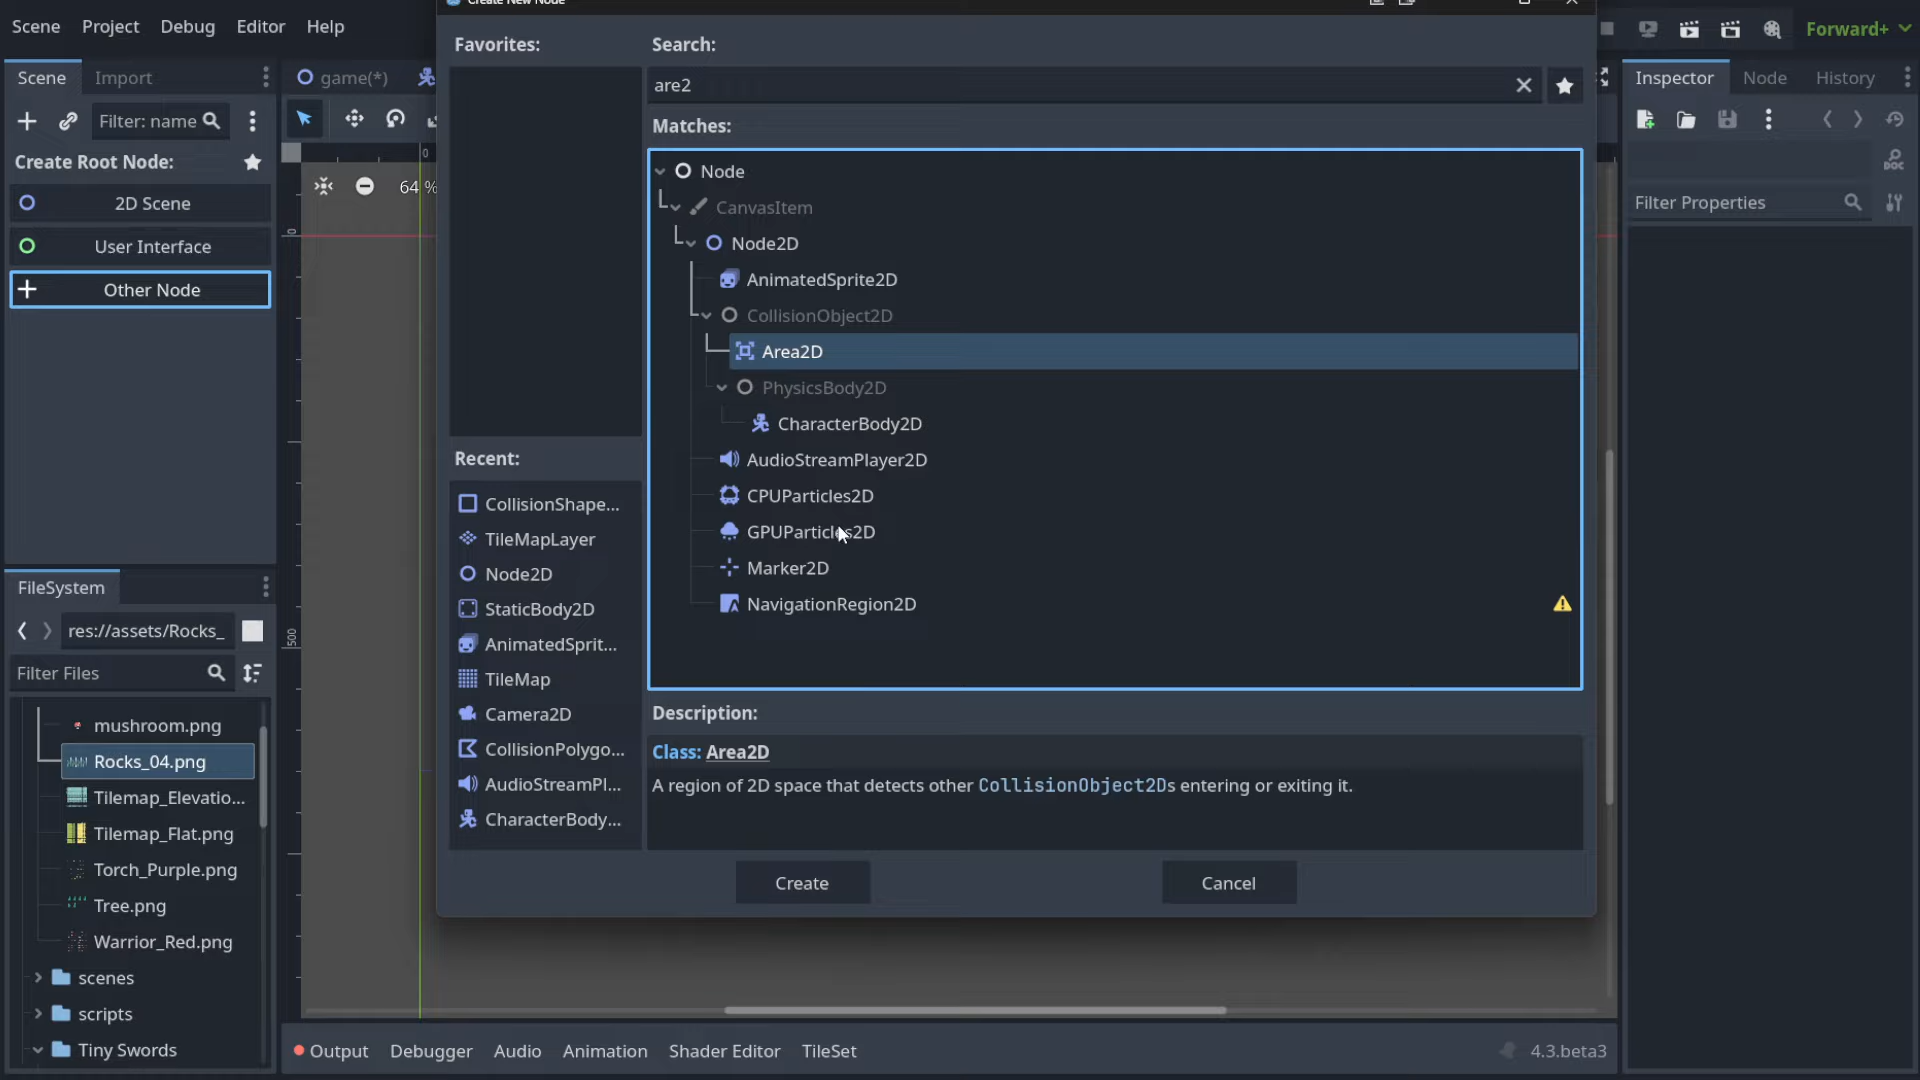 Create New Node
Scene Project Debug Editor Help
Forward+
Scene Import
game(*)
Filter: name
Create Root Node:
2D Scene
User Interface
Other Node
64 %
0
0
500
Favorites:
Search:
are2
Matches:
Node
CanvasItem
Node2D
AnimatedSprite2D
CollisionObject2D
Area2D
PhysicsBody2D
CharacterBody2D
AudioStreamPlayer2D
CPUParticles2D
GPUParticles2D
Marker2D
NavigationRegion2D
Recent:
CollisionShape...
TileMapLayer
Node2D
StaticBody2D
AnimatedSprit...
TileMap
Camera2D
CollisionPolygo...
AudioStreamPl...
CharacterBody...
Description:
Class: Area2D
A region of 2D space that detects other CollisionObject2Ds entering or exiting it.
Create
Cancel
Inspector Node History
DOC
Filter Properties
FileSystem
res://assets/Rocks_
Filter Files
mushroom.png
Rocks_04.png
Tilemap_Elevatio...
Tilemap_Flat.png
Torch_Purple.png
Tree.png
Warrior_Red.png
scenes
scripts
Tiny Swords
Output Debugger Audio Animation Shader Editor TileSet
4.3.beta3